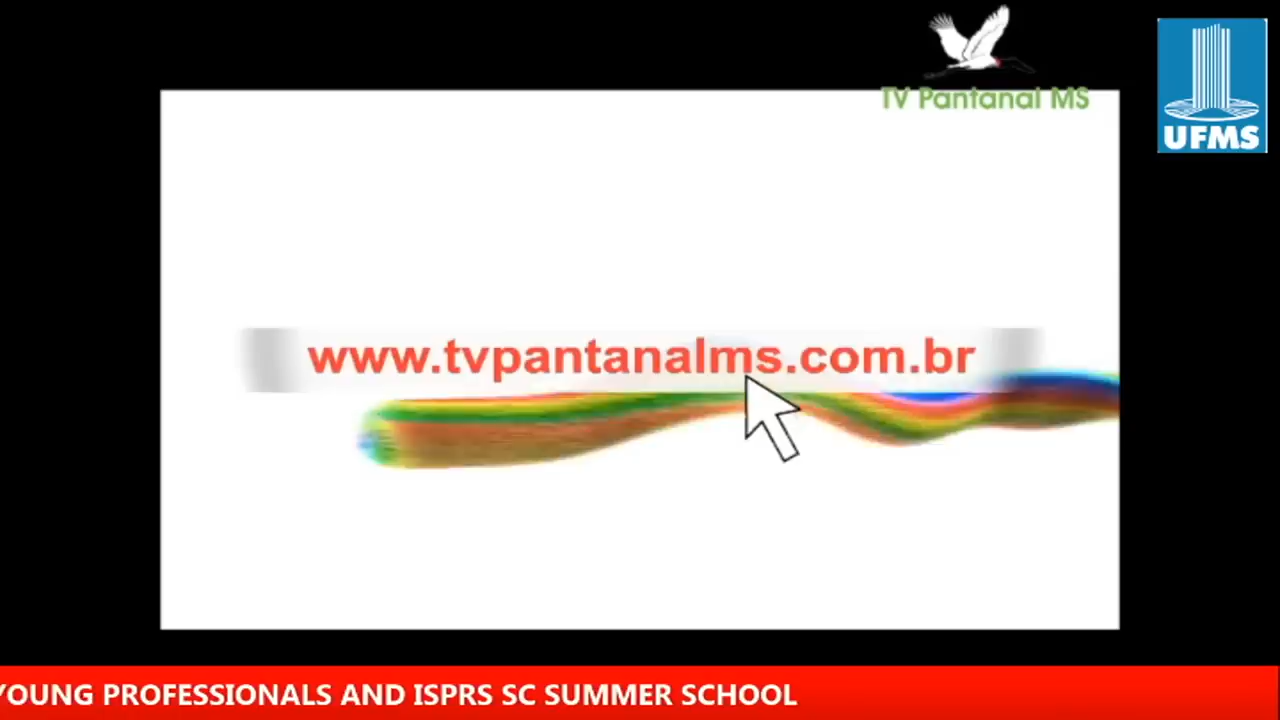 TV Pantanal MS
UFMS
www.tvpantanalms.com.br
YOUNG PROFESSIONALS AND ISPRS SC SUMMER SCHOOL